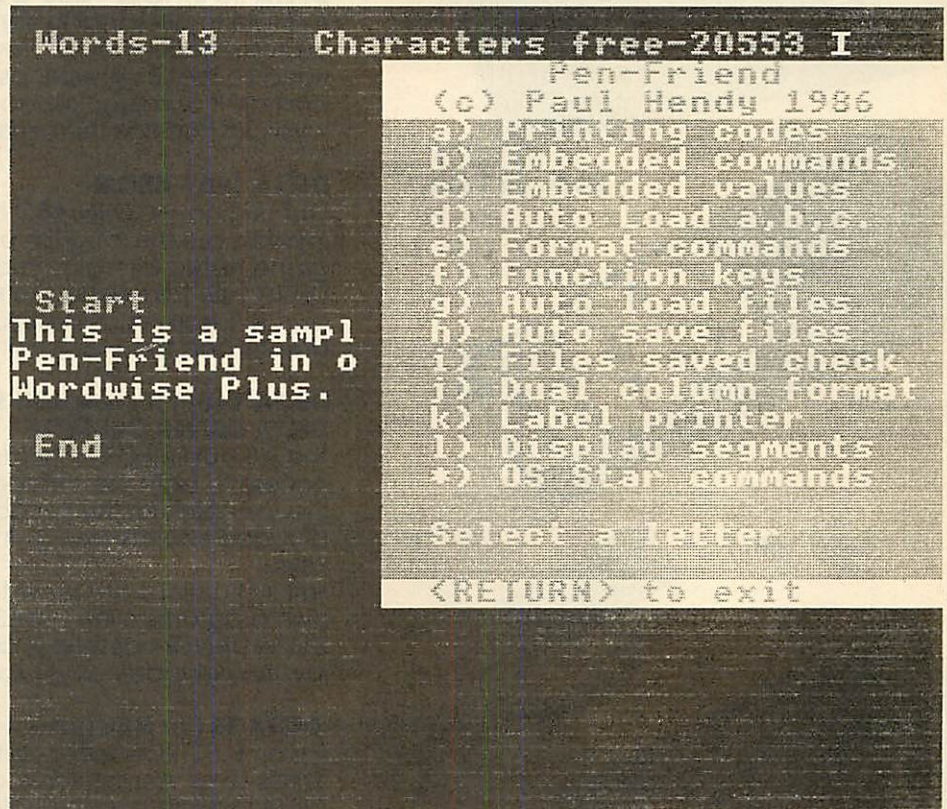 Words-13 Characters free-20553 I
Pen-Friend
(c) Paul Hendy 1986
a) Printing codes
b) Embedded commands
c) Embedded values
d) Auto Load a,b,c.
e) Format commands
f) Function keys
g) Auto load files
h) Auto save files
i) Files saved check
j) Dual column format
k) Label printer
l) Display segments
*) OS Star commands
Select a letter
<RETURN> to exit
Start
This is a sampl
Pen-Friend in o
Wordwise Plus.
End